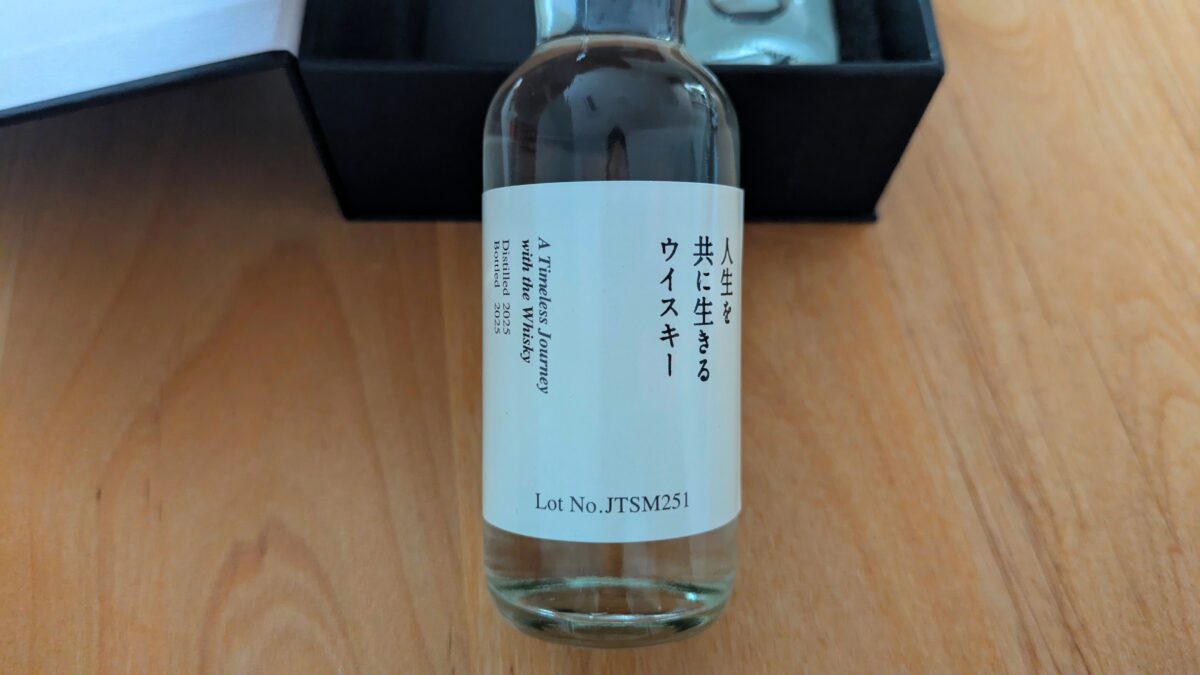 人生を
共に生きる
ウイスキー
A Timeless Journey
with the Whisky
Distilled 2025
Bottled 2025
Lot No.JTSM251